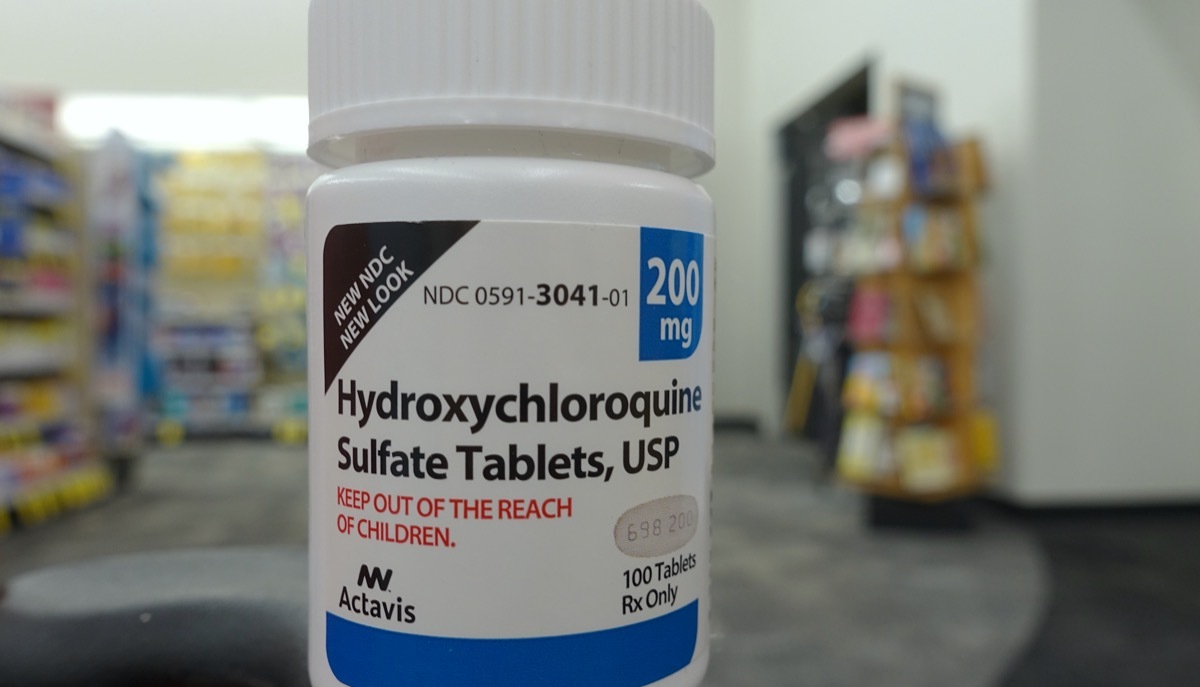 NEW NDC
NEW LOOK
NDC 0591-3041-01
200
mg
Hydroxychloroquine
Sulfate Tablets, USP
KEEP OUT OF THE REACH
OF CHILDREN.
698 200
100 Tablets
Rx Only
Actavis